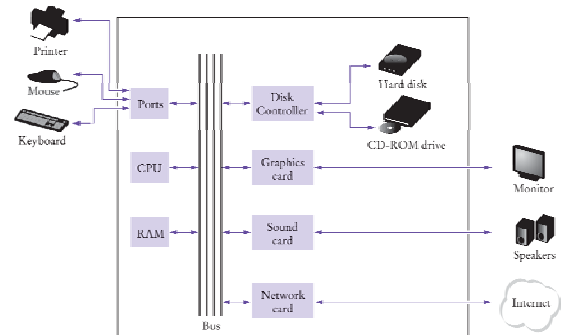 Printer
Mouse
Keyboard
Ports
CPU
RAM
Bus
Disk
Controller
Graphics
card
Sound
card
Network
card
Hard disk
CD-ROM drive
Monitor
Speakers
Internet